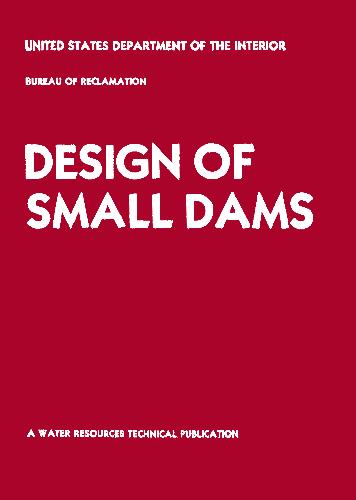 UNITED STATES DEPARTMENT OF THE INTERIOR
BUREAU OF RECLAMATION
DESIGN OF
SMALL DAMS
A WATER RESOURCES TECHNICAL PUBLICATION